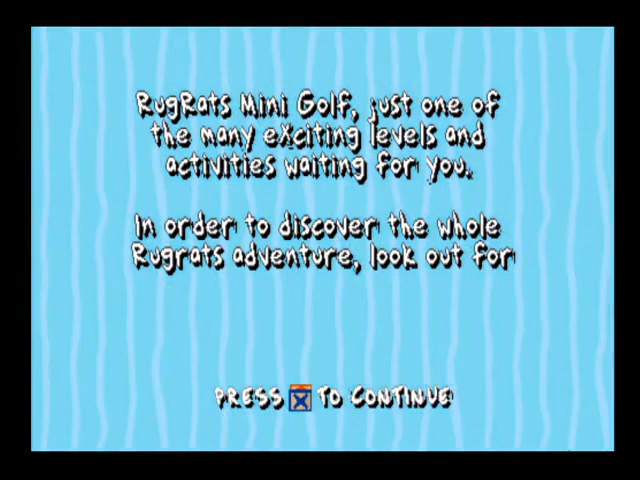 RugRats Mini Golf, just one of
the many exciting levels and
activities waiting for you.
In order to discover the whole
Rugrats adventure, look out for
PRESS X TO CONTINUE